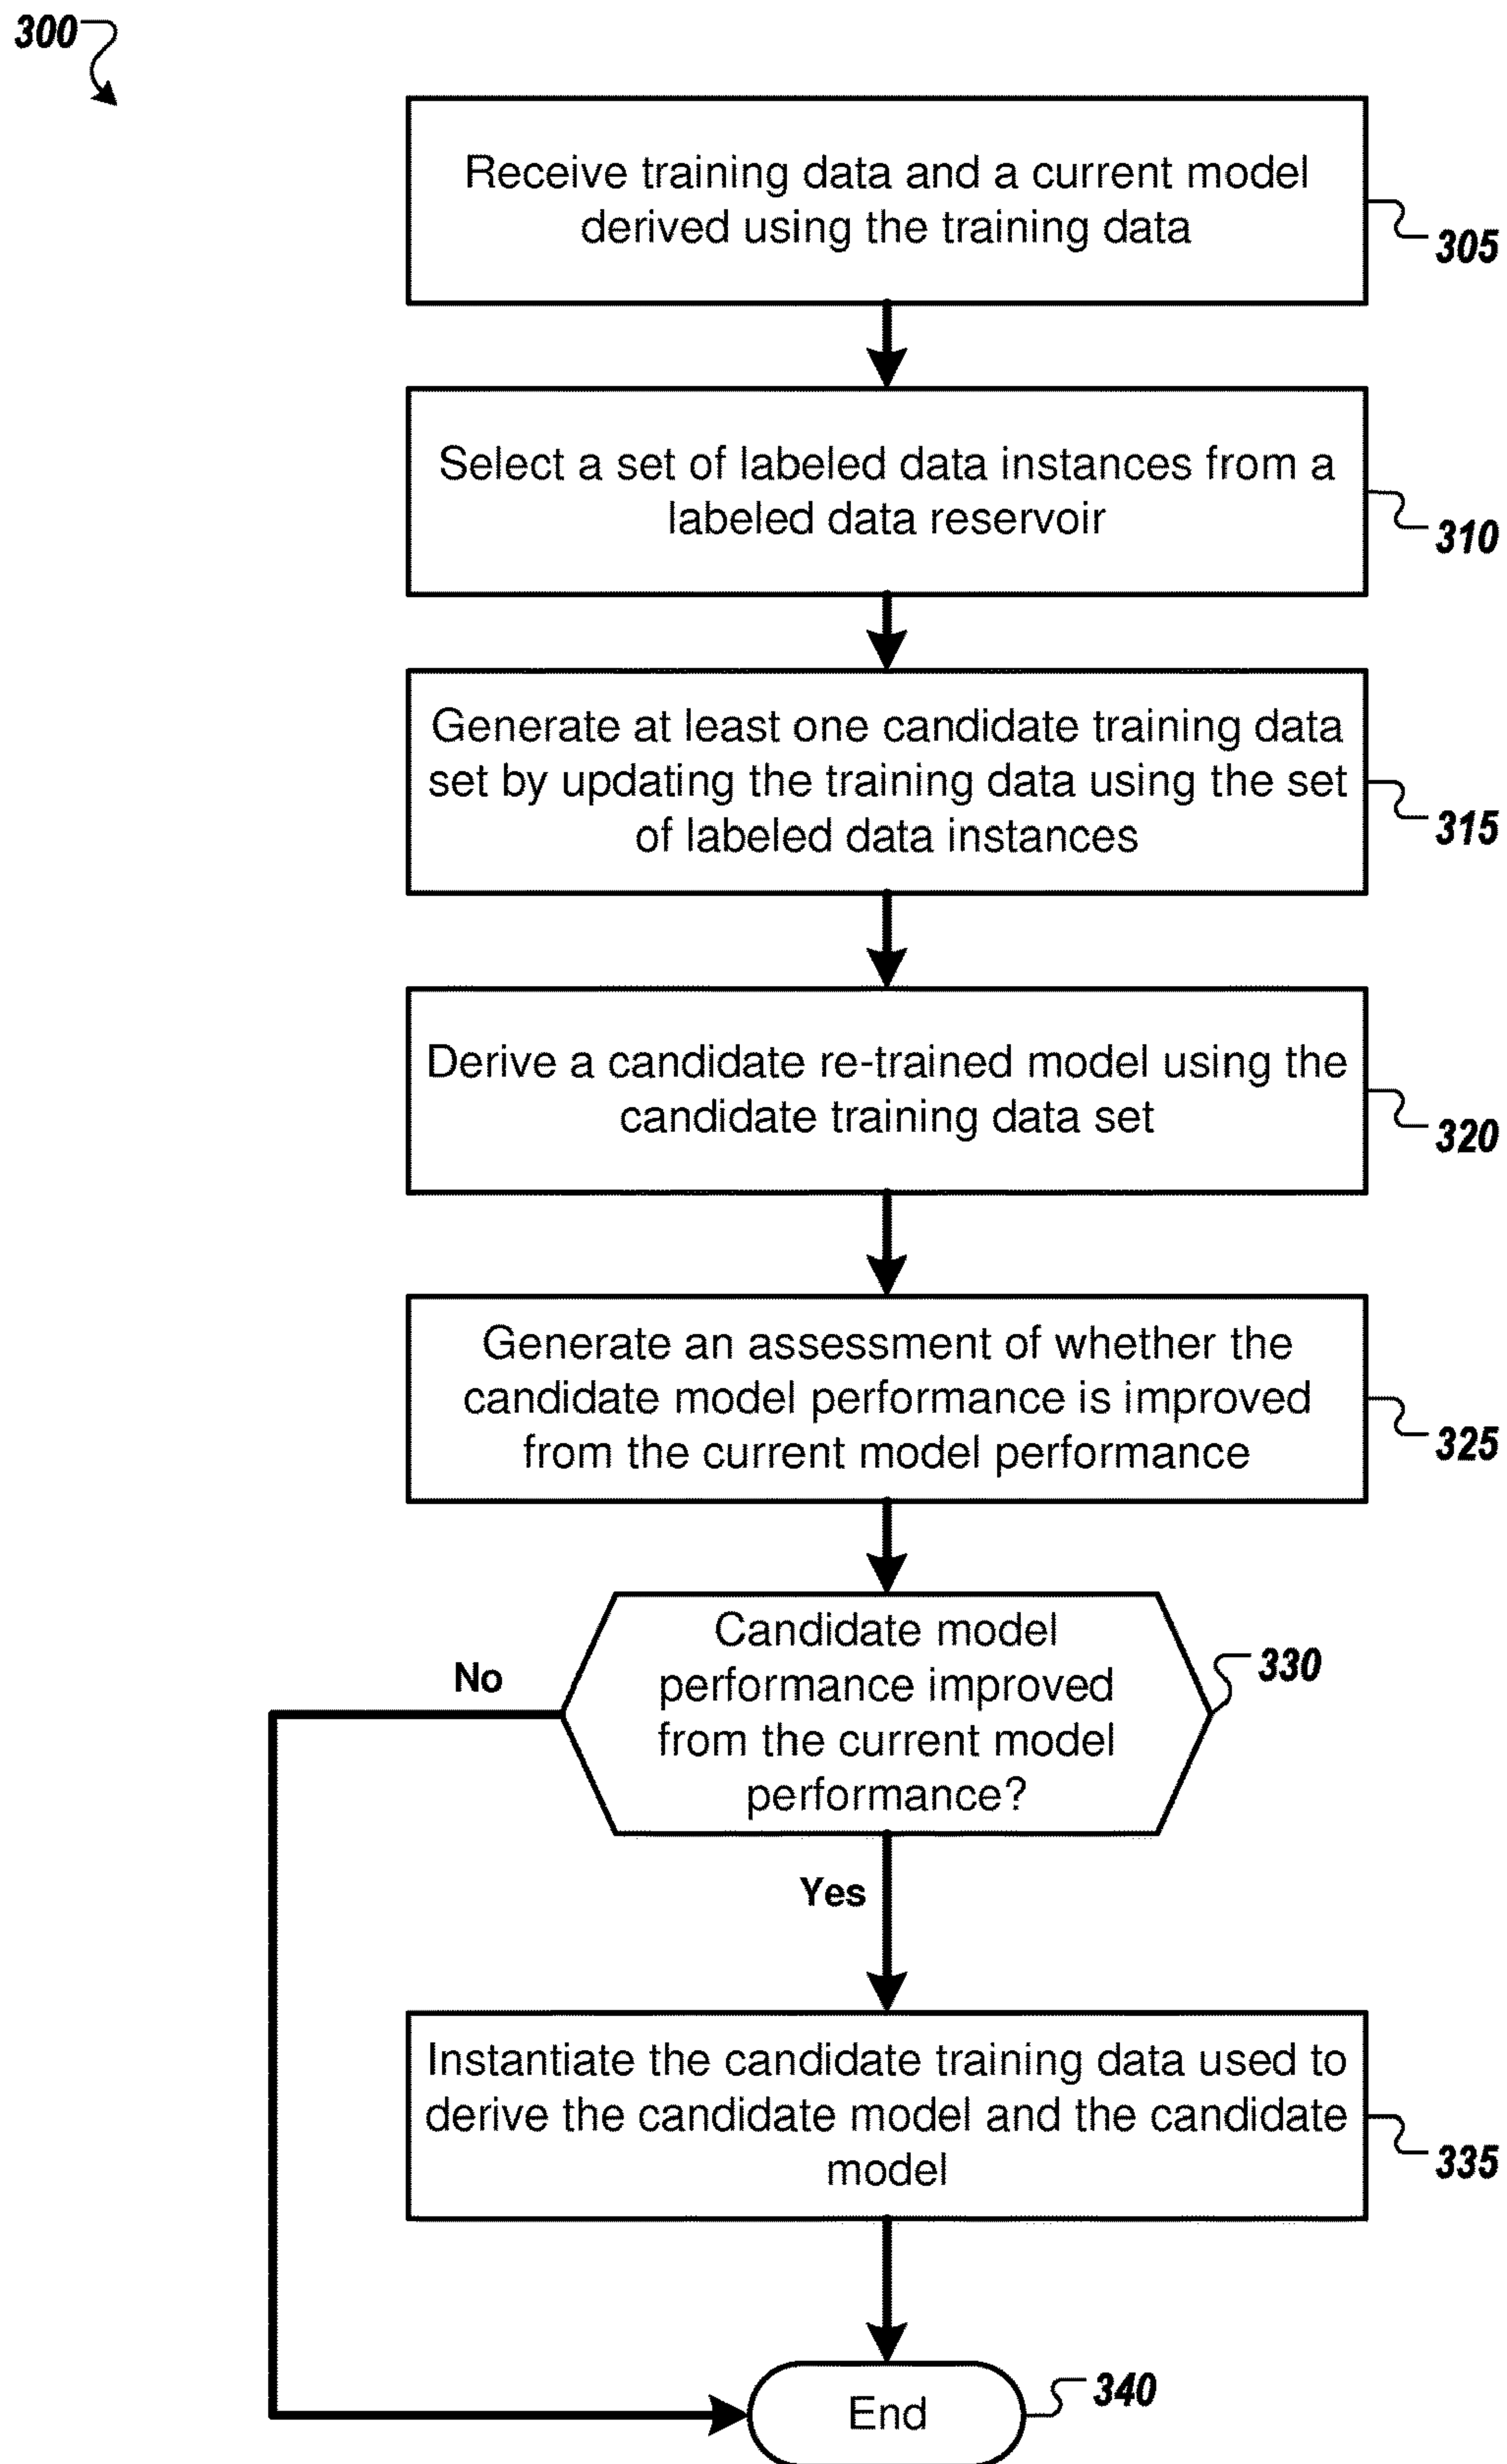 300
Receive training data and a current model
derived using the training data
305
Select a set of labeled data instances from a
labeled data reservoir
310
Generate at least one candidate training data
set by updating the training data using the set
of labeled data instances
315
Derive a candidate re-trained model using the
candidate training data set
320
Generate an assessment of whether the
candidate model performance is improved
from the current model performance
325
Candidate model
performance improved
from the current model
performance?
330
No
Yes
Instantiate the candidate training data used to
derive the candidate model and the candidate
model
335
End
340